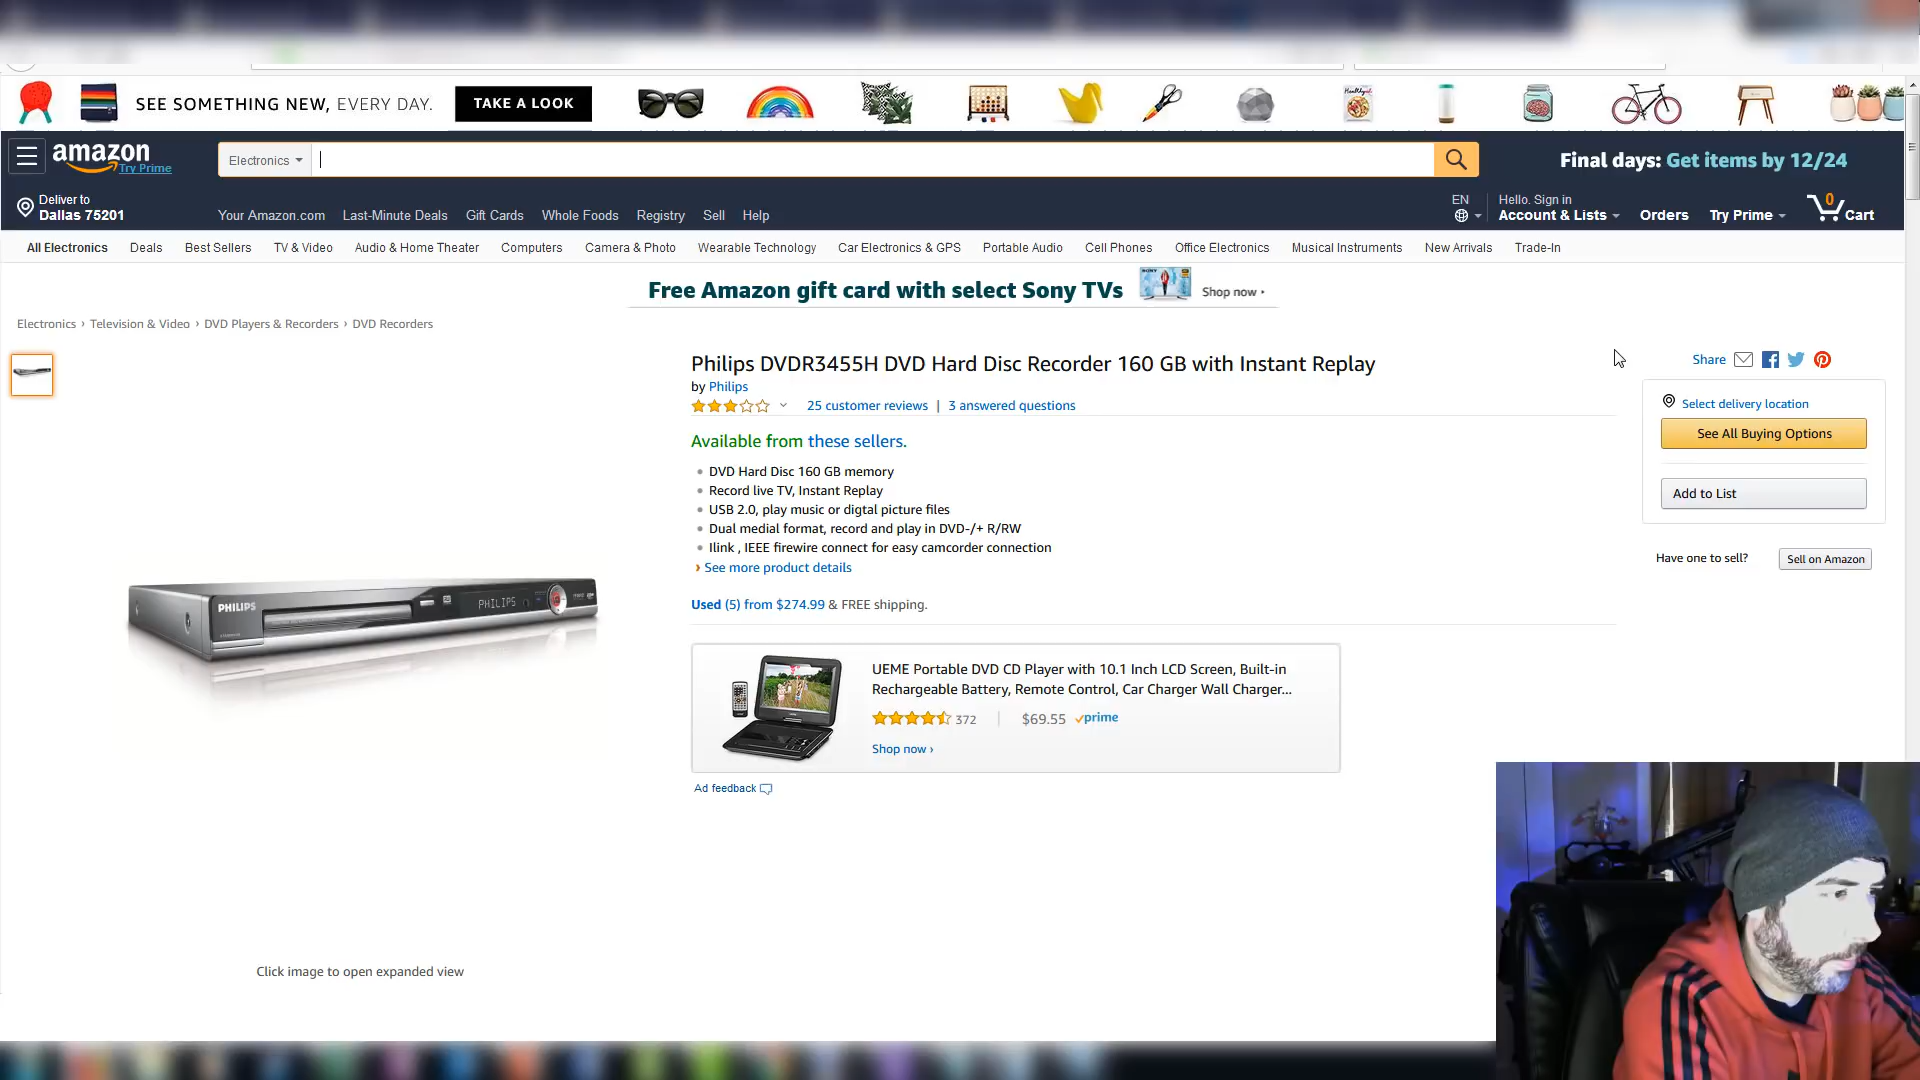 SEE SOMETHING NEW, EVERY DAY. TAKE A LOOK
amazon
Try Prime
Electronics
Final days: Get items by 12/24
Deliver to
Dallas 75201
Your Amazon.com Last-Minute Deals Gift Cards Whole Foods Registry Sell Help
EN
Hello. Sign in
Account & Lists
Orders
Try Prime
0
Cart
All Electronics Deals Best Sellers TV & Video Audio & Home Theater Computers Camera & Photo Wearable Technology Car Electronics & GPS Portable Audio Cell Phones Office Electronics Musical Instruments New Arrivals Trade-In
Free Amazon gift card with select Sony TVs SONY Shop now ›
Electronics › Television & Video › DVD Players & Recorders › DVD Recorders
Philips DVDR3455H DVD Hard Disc Recorder 160 GB with Instant Replay
by Philips
25 customer reviews | 3 answered questions
Available from these sellers.
DVD Hard Disc 160 GB memory
Record live TV, Instant Replay
USB 2.0, play music or digtal picture files
Dual medial format, record and play in DVD-/+ R/RW
Ilink , IEEE firewire connect for easy camcorder connection
› See more product details
Used (5) from $274.99 & FREE shipping.
UEME Portable DVD CD Player with 10.1 Inch LCD Screen, Built-in
Rechargeable Battery, Remote Control, Car Charger Wall Charger...
372 | $69.55 prime
Shop now ›
Ad feedback
Share
Select delivery location
See All Buying Options
Add to List
Have one to sell? Sell on Amazon
PHILIPS
PHILIPS
Click image to open expanded view